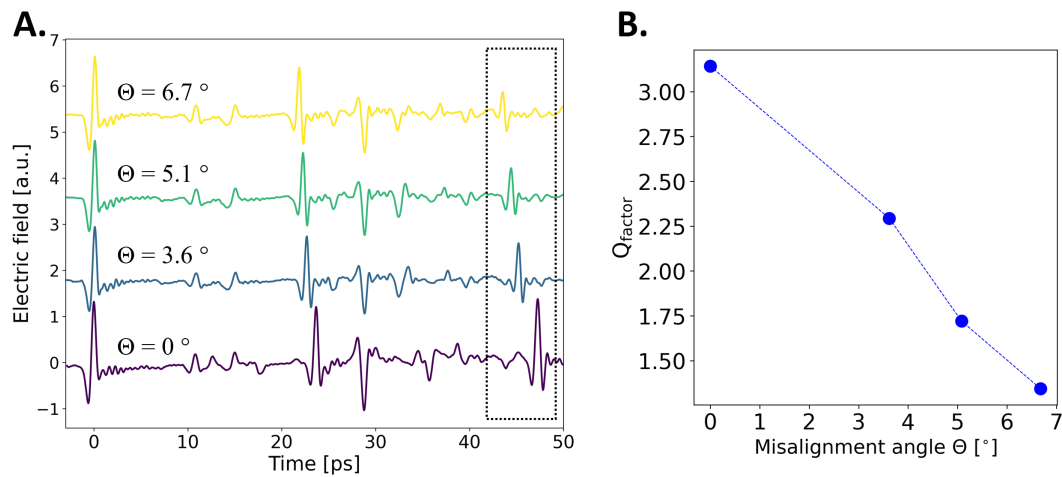 A.
7
6
5
4
3
2
1
0
−1
Electric field [a.u.]
Θ = 6.7 °
Θ = 5.1 °
Θ = 3.6 °
Θ = 0 °
0 10 20 30 40 50
Time [ps]
B.
3.00
2.75
2.50
2.25
2.00
1.75
1.50
Q_factor
0 1 2 3 4 5 6 7
Misalignment angle Θ [°]